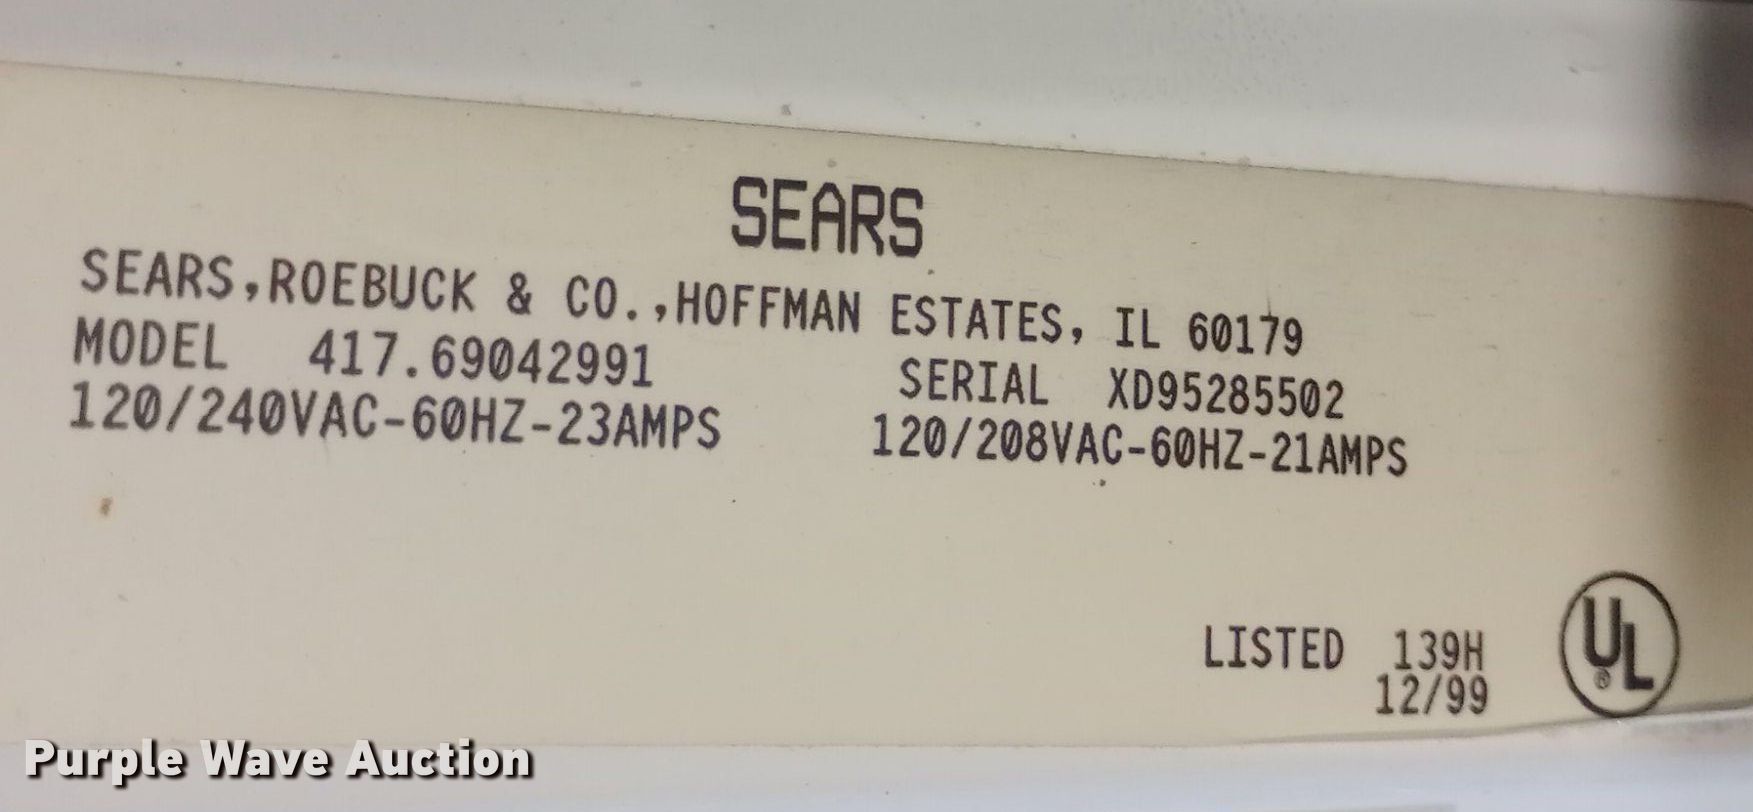 SEARS
SEARS,ROEBUCK & CO.,HOFFMAN ESTATES, IL 60179
MODEL 417.69042991 SERIAL XD95285502
120/240VAC-60HZ-23AMPS 120/208VAC-60HZ-21AMPS
LISTED 139H
12/99
UL
®
Purple Wave Auction